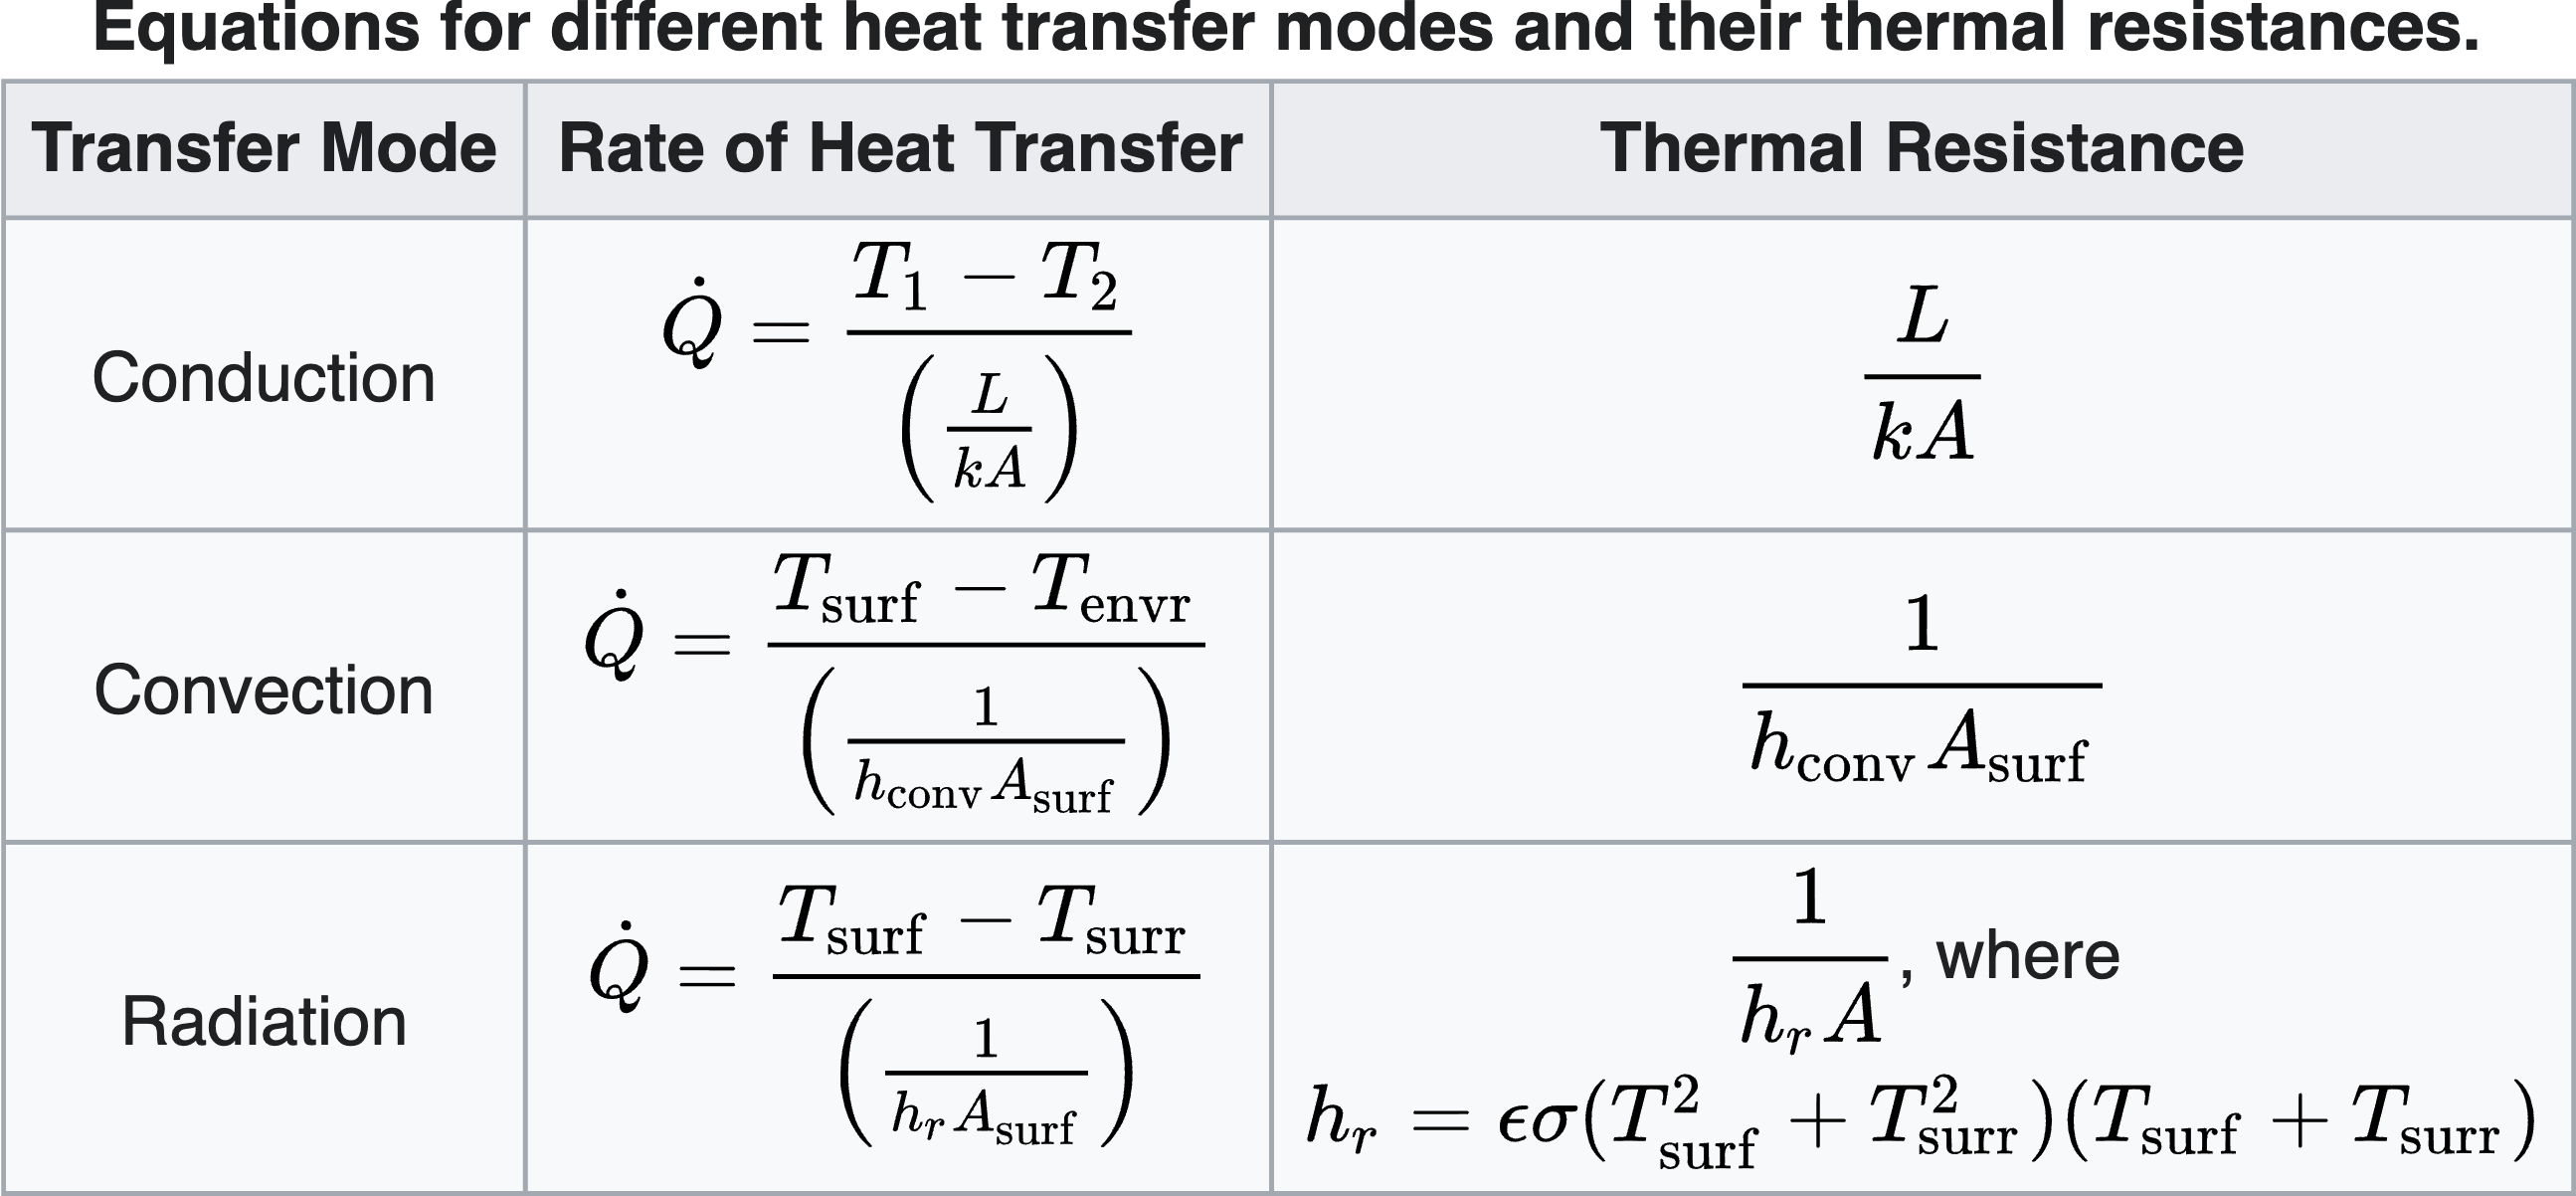 Equations for different heat transfer modes and their thermal resistances.
Transfer Mode Rate of Heat Transfer Thermal Resistance
Conduction $\dot{Q} = \frac{T_1 - T_2}{\left(\frac{L}{kA}\right)}$ $\frac{L}{kA}$
Convection $\dot{Q} = \frac{T_{\text{surf}} - T_{\text{envr}}}{\left(\frac{1}{h_{\text{conv}} A_{\text{surf}}}\right)}$ $\frac{1}{h_{\text{conv}} A_{\text{surf}}}$
Radiation $\dot{Q} = \frac{T_{\text{surf}} - T_{\text{surr}}}{\left(\frac{1}{h_r A_{\text{surf}}}\right)}$ $\frac{1}{h_r A}$, where
$h_r = \epsilon\sigma(T_{\text{surf}}^2 + T_{\text{surr}}^2)(T_{\text{surf}} + T_{\text{surr}})$